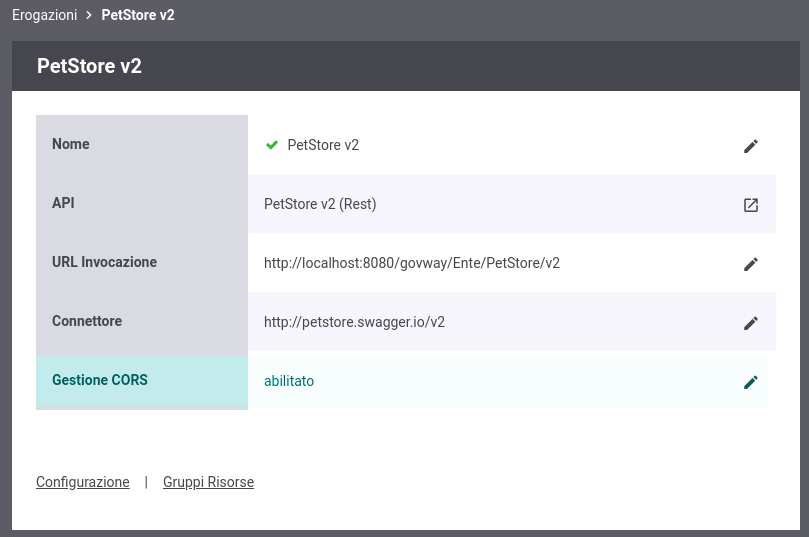 Erogazioni > PetStore v2
PetStore v2
Nome PetStore v2
API PetStore v2 (Rest)
URL Invocazione http://localhost:8080/govway/Ente/PetStore/v2
Connettore http://petstore.swagger.io/v2
Gestione CORS abilitato
Configurazione | Gruppi Risorse